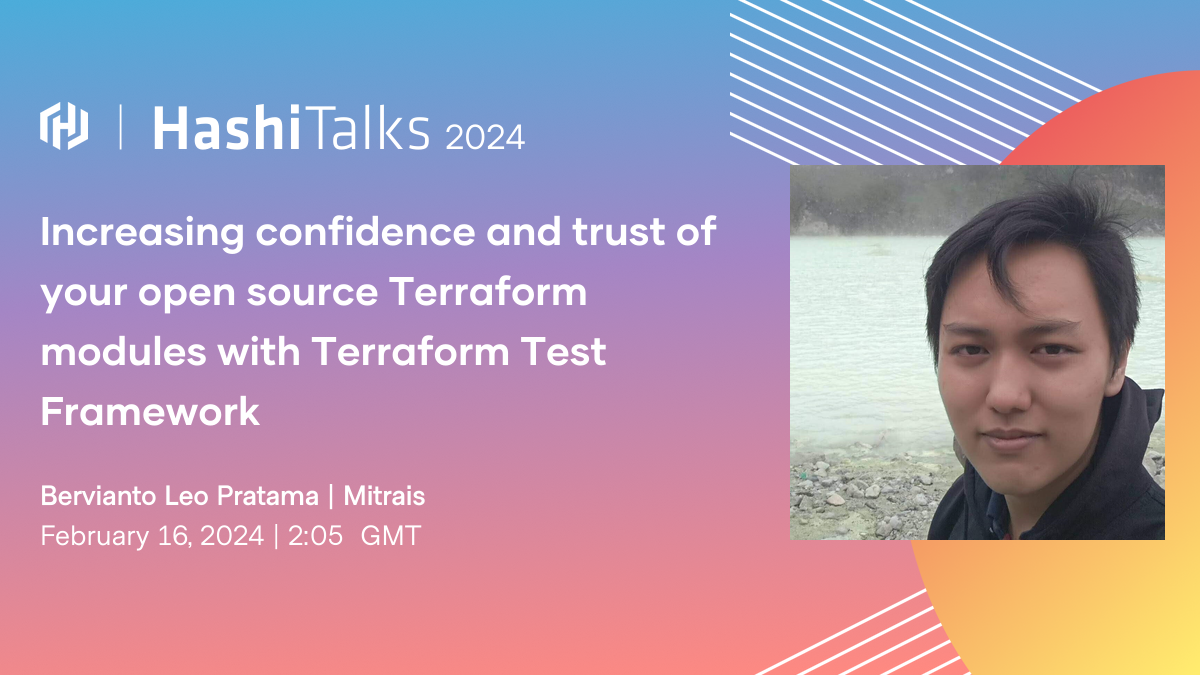 HashiTalks 2024
Increasing confidence and trust of
your open source Terraform
modules with Terraform Test
Framework
Bervianto Leo Pratama | Mitrais
February 16, 2024 | 2:05 GMT